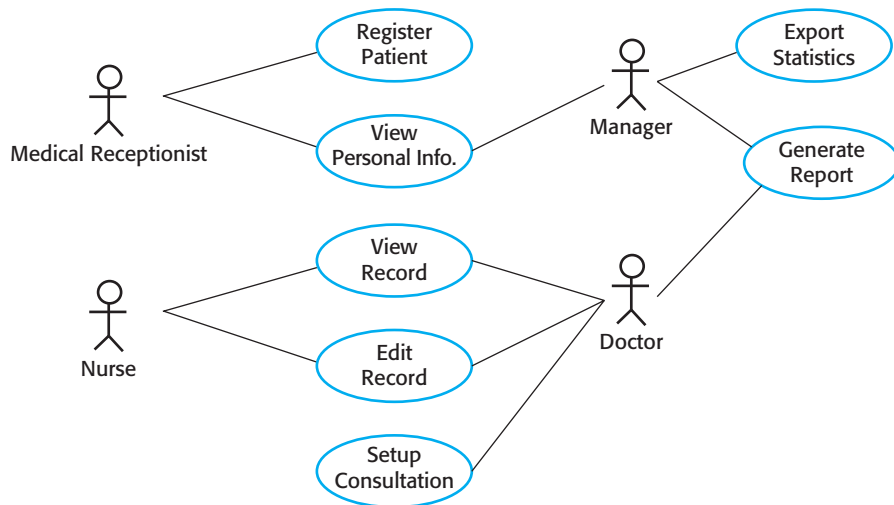 Register
Patient
Export
Statistics
Medical Receptionist
View
Personal Info.
Manager
Generate
Report
View
Record
Nurse
Edit
Record
Doctor
Setup
Consultation